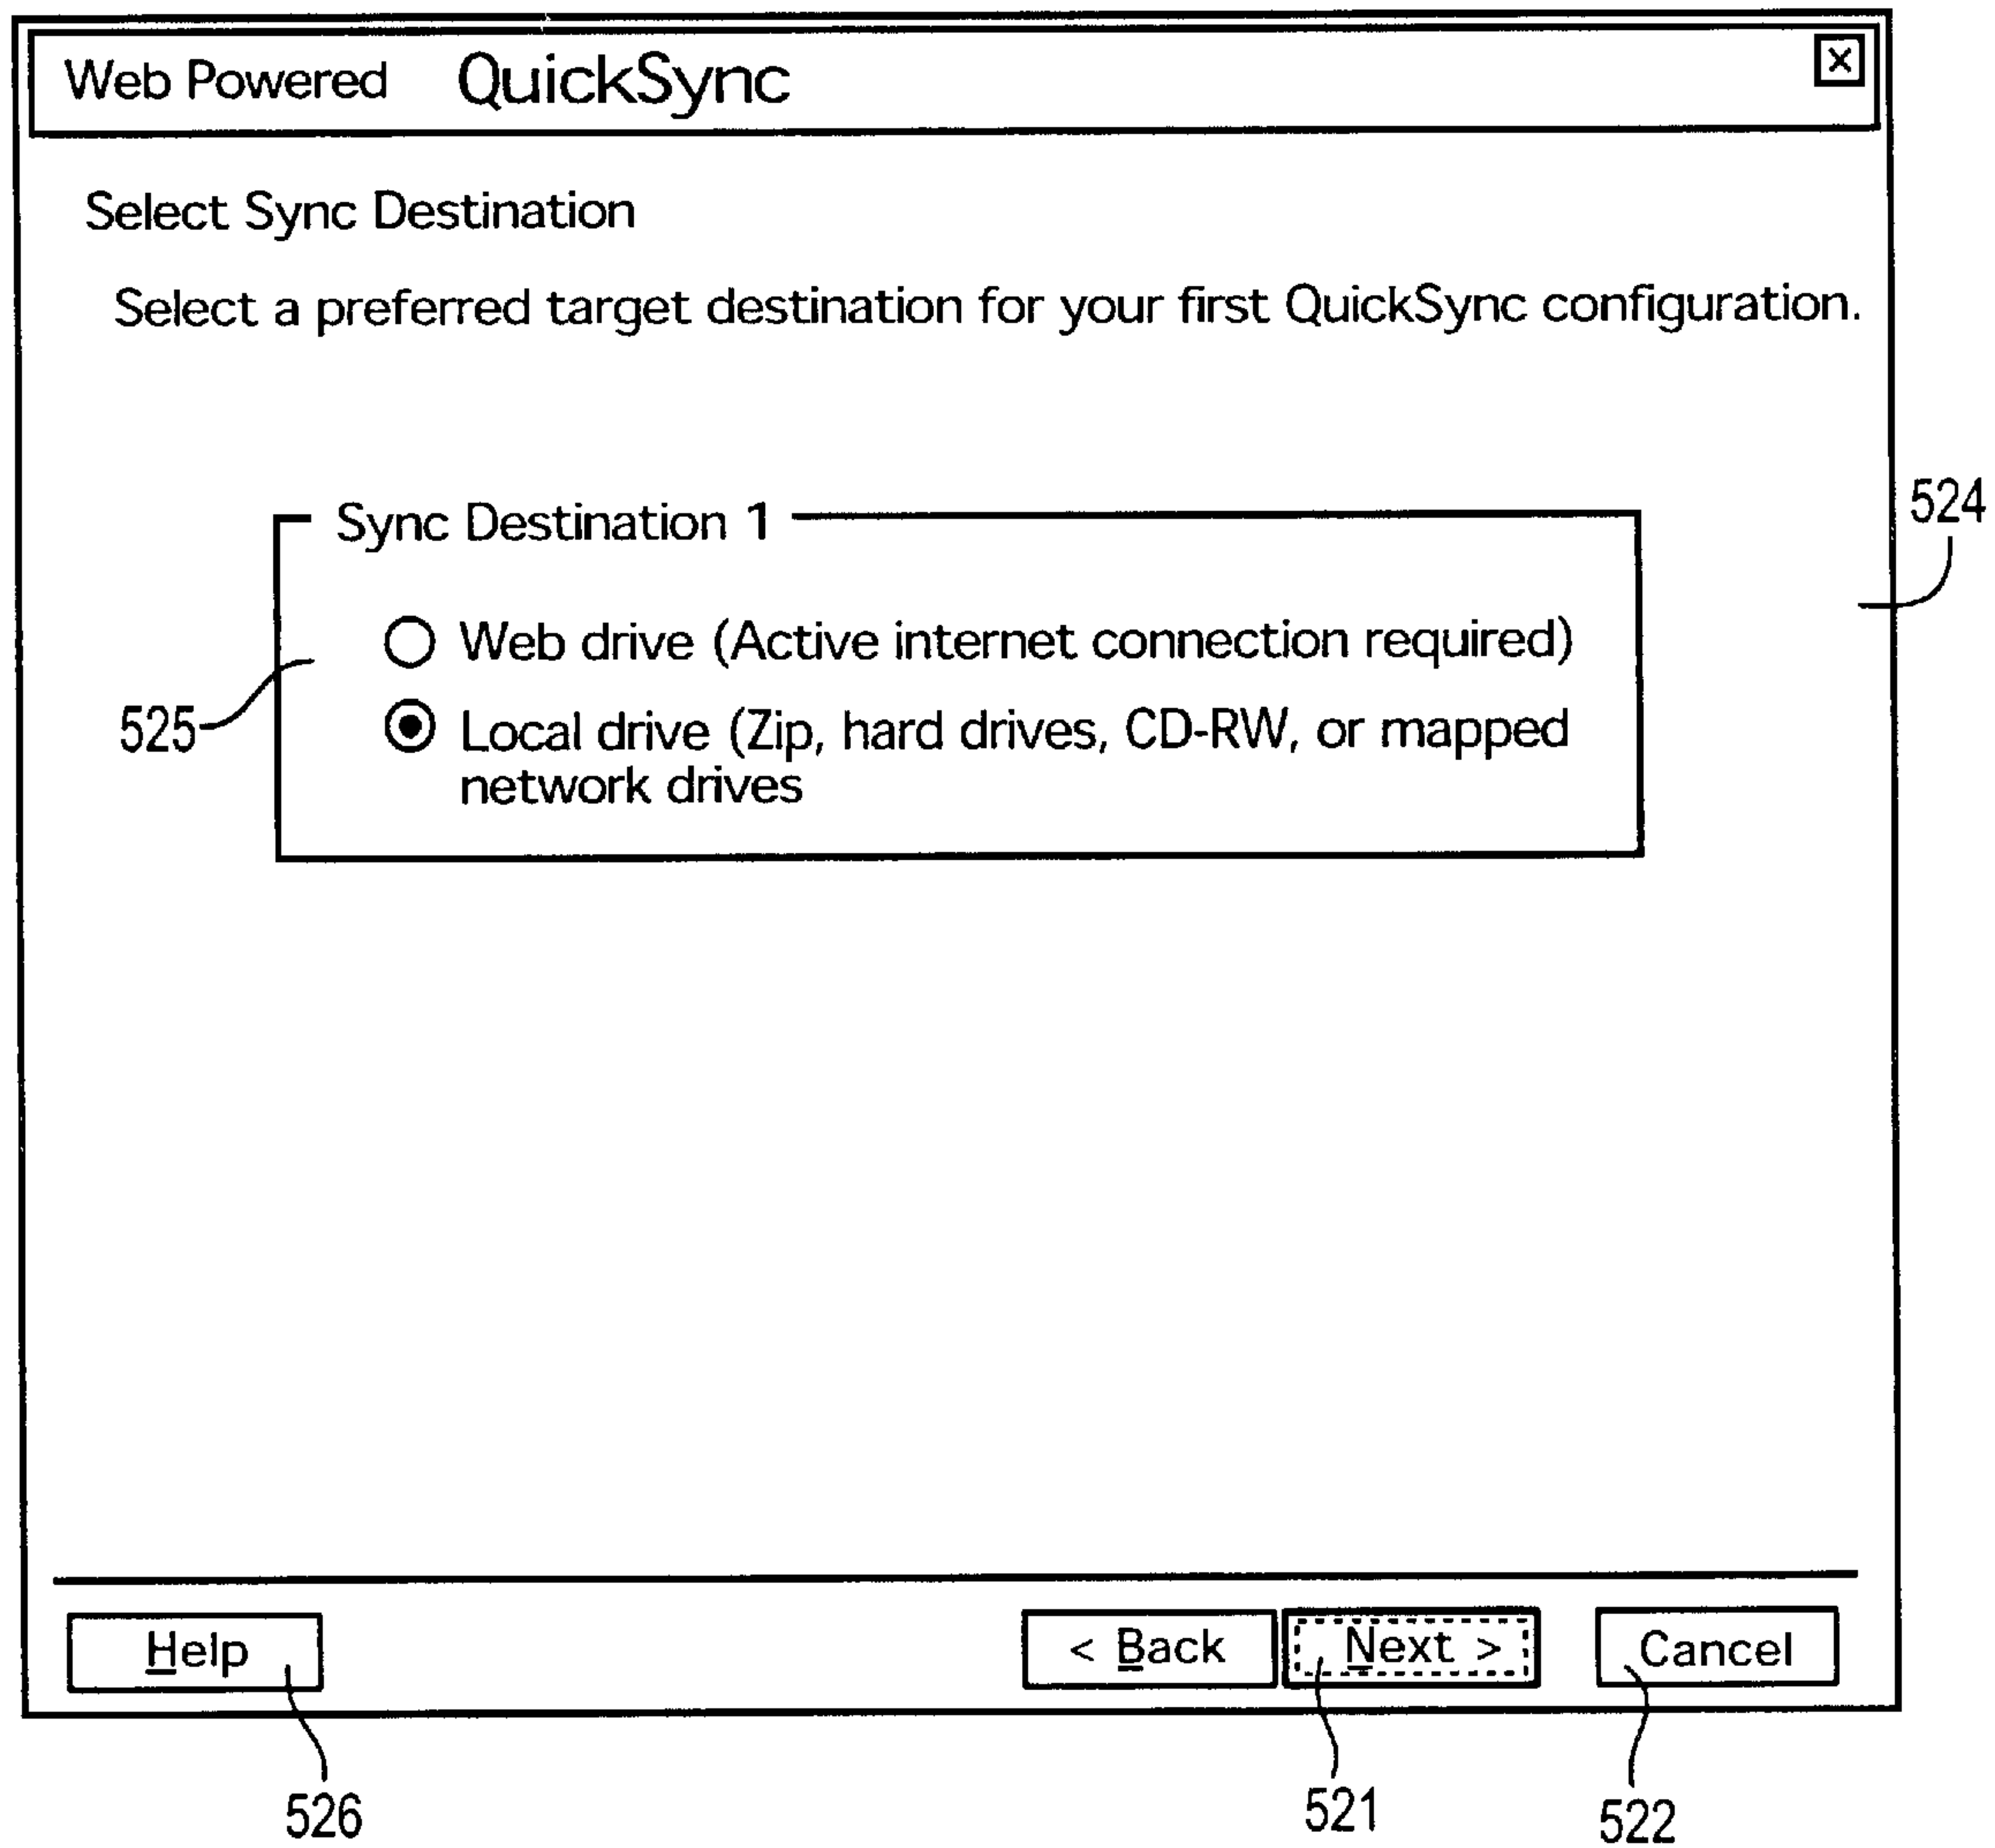 Web Powered QuickSync
Select Sync Destination
Select a preferred target destination for your first QuickSync configuration.
524
Sync Destination 1
Web drive (Active internet connection required)
525
Local drive (Zip, hard drives, CD-RW, or mapped
network drives
Help
< Back
Next >
Cancel
526
521
522